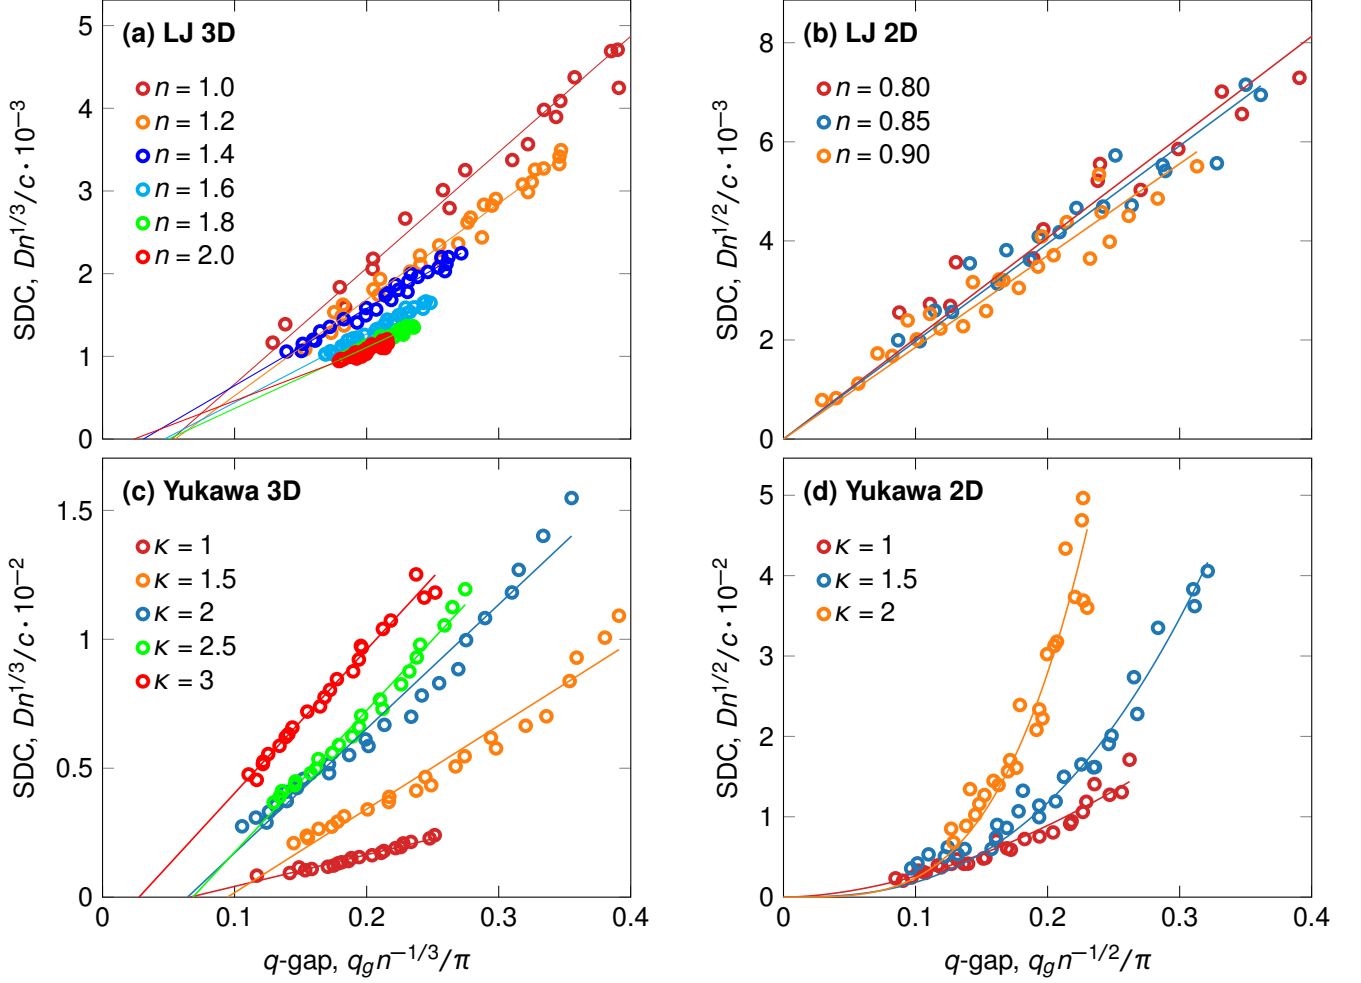 (a) LJ 3D
n = 1.0
n = 1.2
n = 1.4
n = 1.6
n = 1.8
n = 2.0
SDC, Dn^{1/3}/c · 10^{−3}
5
4
3
2
1
0
(b) LJ 2D
n = 0.80
n = 0.85
n = 0.90
SDC, Dn^{1/2}/c · 10^{−3}
8
6
4
2
0
(c) Yukawa 3D
κ = 1
κ = 1.5
κ = 2
κ = 2.5
κ = 3
SDC, Dn^{1/3}/c · 10^{−2}
1.5
1
0.5
0
0 0.1 0.2 0.3 0.4
q-gap, q_g n^{−1/3}/π
(d) Yukawa 2D
κ = 1
κ = 1.5
κ = 2
SDC, Dn^{1/2}/c · 10^{−2}
5
4
3
2
1
0
0 0.1 0.2 0.3 0.4
q-gap, q_g n^{−1/2}/π